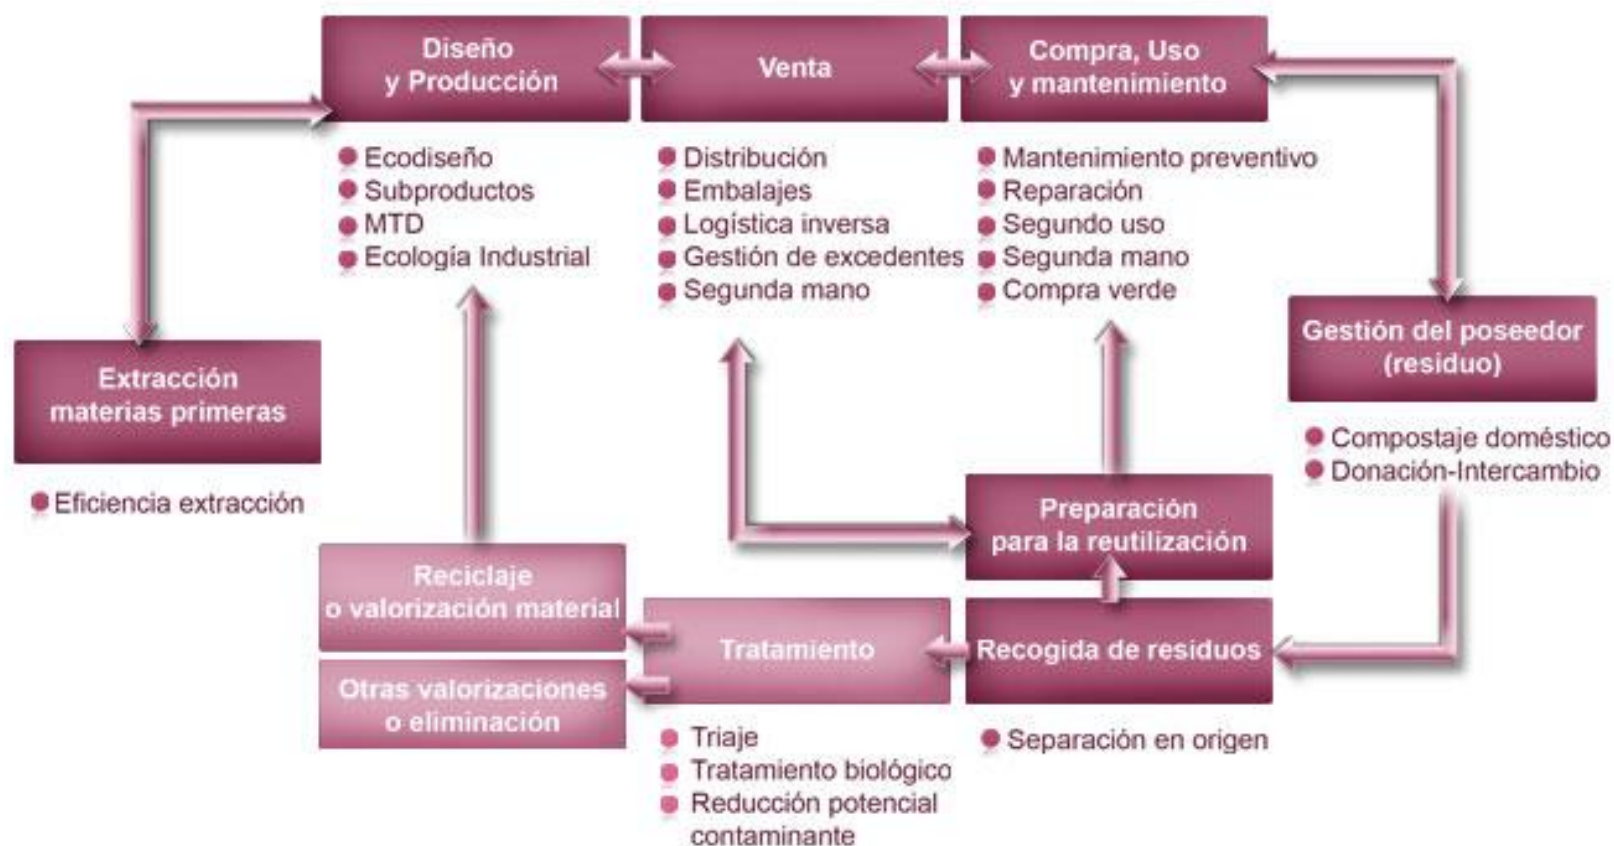 Diseño
y Producción
Venta
Compra, Uso
y mantenimiento
Ecodiseño
Subproductos
MTD
Ecología Industrial
Distribución
Embalajes
Logística inversa
Gestión de excedentes
Segunda mano
Mantenimiento preventivo
Reparación
Segundo uso
Segunda mano
Compra verde
Extracción
materias primeras
Eficiencia extracción
Gestión del poseedor
(residuo)
Compostaje doméstico
Donación-Intercambio
Preparación
para la reutilización
Reciclaje
o valorización material
Otras valorizaciones
o eliminación
Tratamiento
Triaje
Tratamiento biológico
Reducción potencial
contaminante
Recogida de residuos
Separación en origen